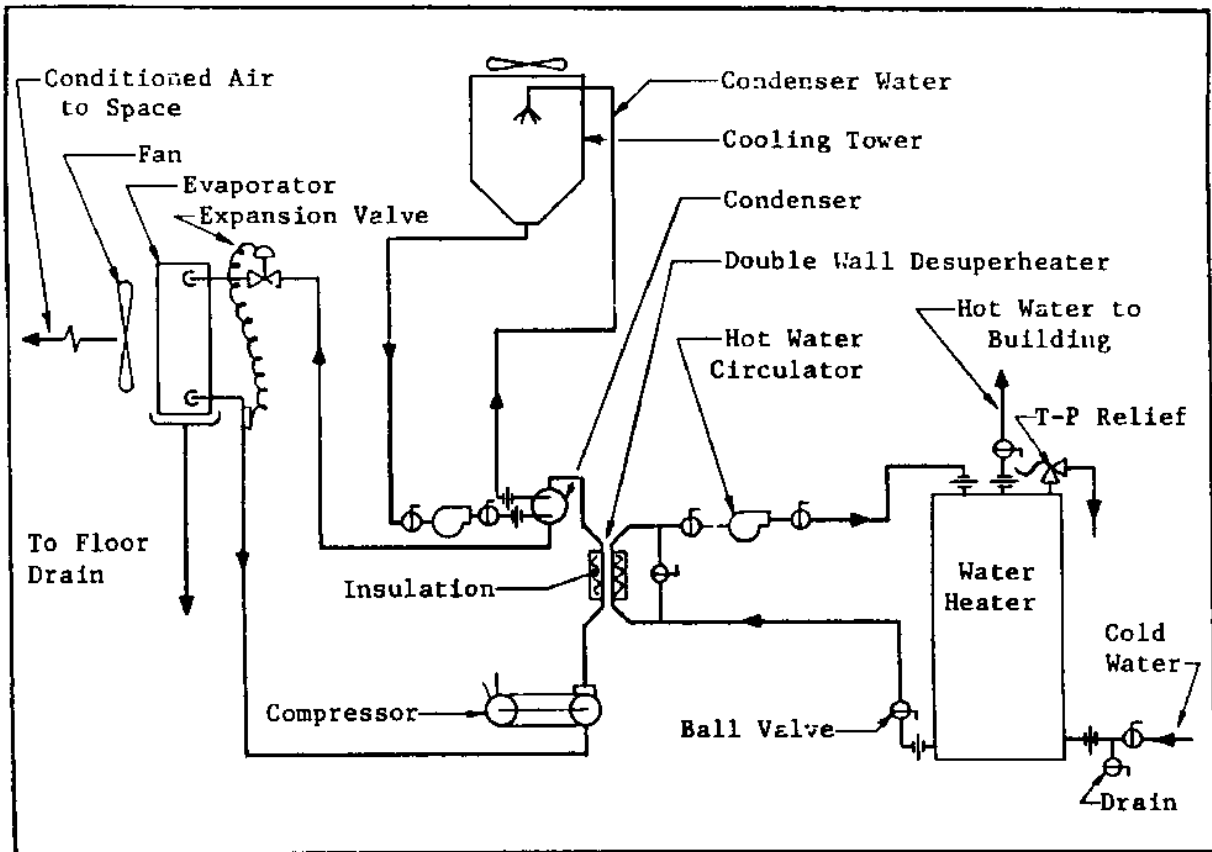 Conditioned Air
to Space
Fan
Evaporator
Expansion Valve
Condenser Water
Cooling Tower
Condenser
Double Wall Desuperheater
Hot Water
Circulator
Hot Water to
Building
T-P Relief
To Floor
Drain
Insulation
Water
Heater
Cold
Water
Compressor
Ball Valve
Drain